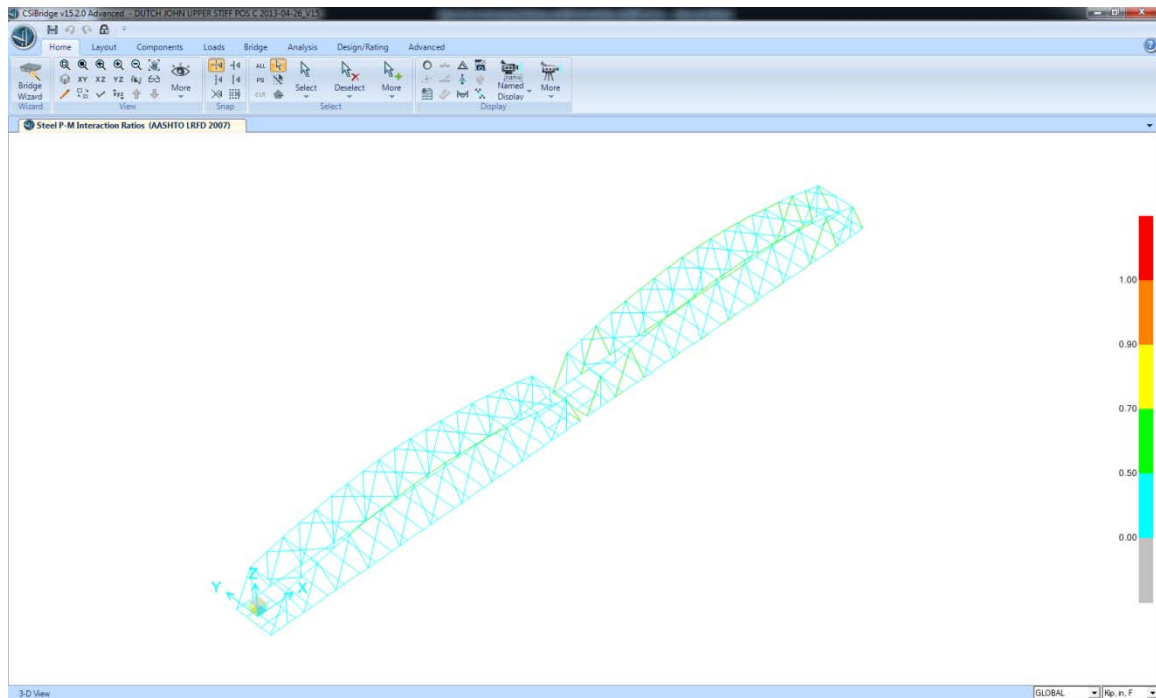 CSiBridge v15.2.0 Advanced - DUTCH JOHN UPPER STIFF POS C 2013-04-26_V15
Home Layout Components Loads Bridge Analysis Design/Rating Advanced
Bridge Wizard
XY XZ YZ
More
ALL
PS
CLR
Select
Deselect
More
Named Display
More
Wizard View Snap Select Display
Steel P-M Interaction Ratios (AASHTO LRFD 2007)
1.00
0.90
0.70
0.50
0.00
Y Z X
3-D View GLOBAL Kip, in, F